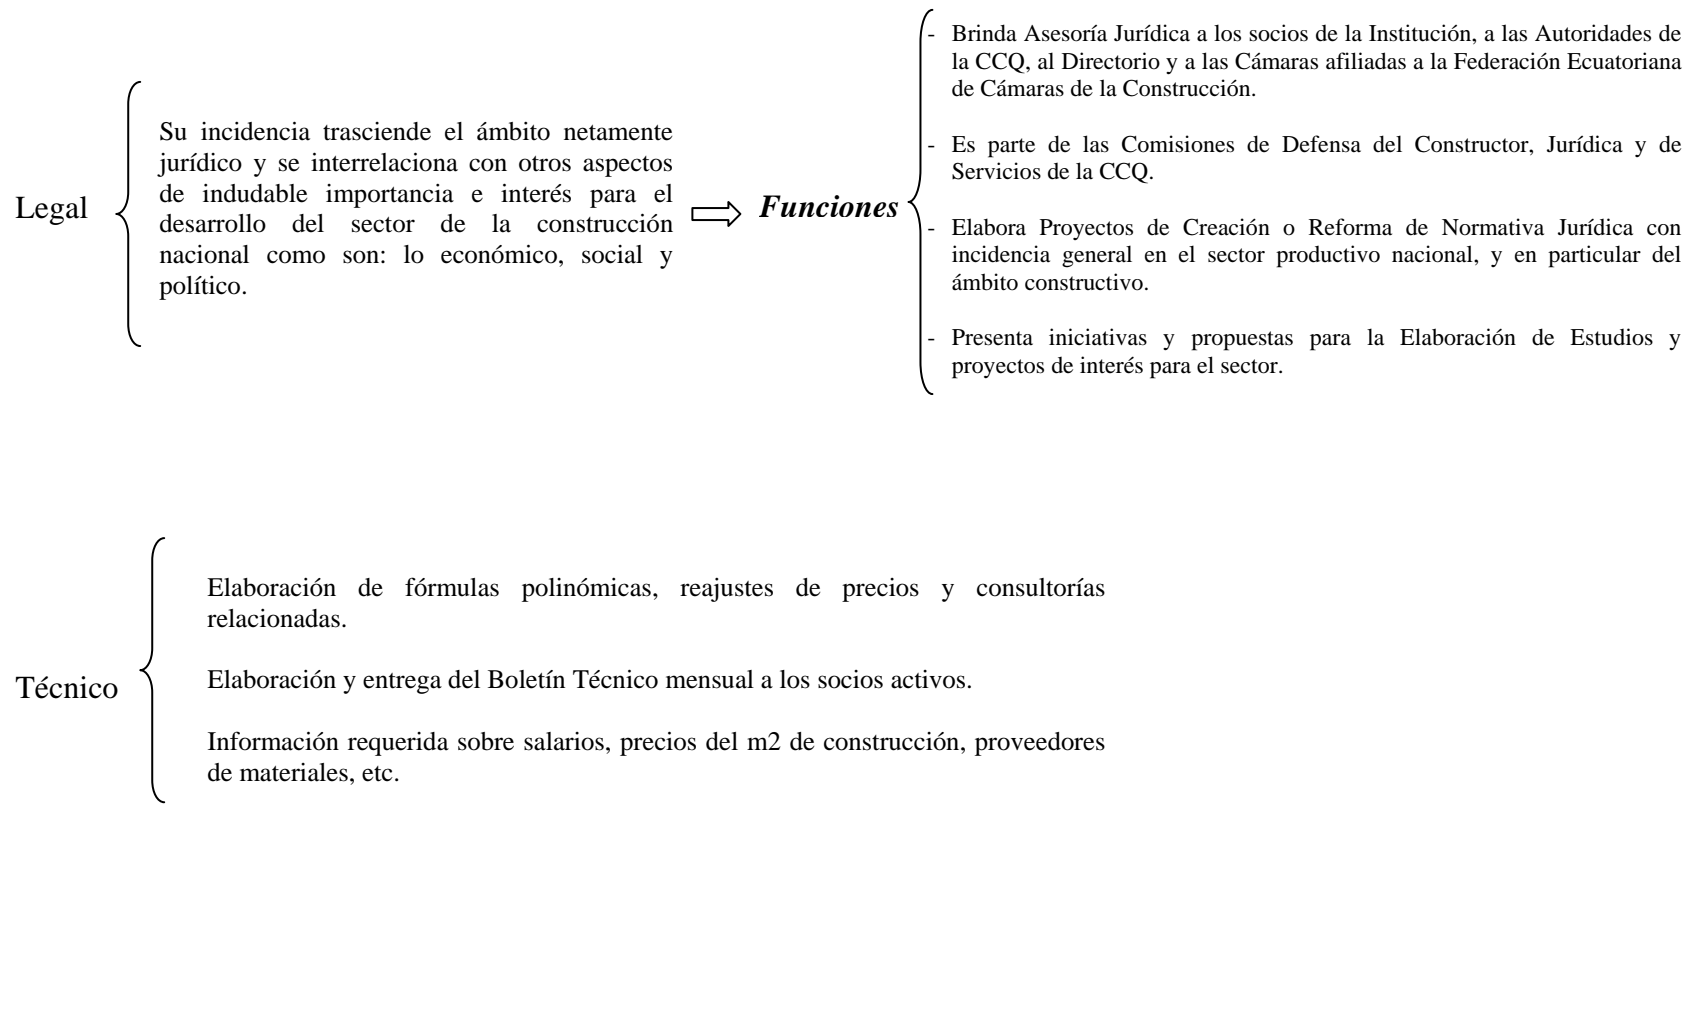 Legal
Su incidencia trasciende el ámbito netamente
jurídico y se interrelaciona con otros aspectos
de indudable importancia e interés para el
desarrollo del sector de la construcción
nacional como son: lo económico, social y
político.
Funciones
- Brinda Asesoría Jurídica a los socios de la Institución, a las Autoridades de
la CCQ, al Directorio y a las Cámaras afiliadas a la Federación Ecuatoriana
de Cámaras de la Construcción.
- Es parte de las Comisiones de Defensa del Constructor, Jurídica y de
Servicios de la CCQ.
- Elabora Proyectos de Creación o Reforma de Normativa Jurídica con
incidencia general en el sector productivo nacional, y en particular del
ámbito constructivo.
- Presenta iniciativas y propuestas para la Elaboración de Estudios y
proyectos de interés para el sector.
Técnico
Elaboración de fórmulas polinómicas, reajustes de precios y consultorías
relacionadas.
Elaboración y entrega del Boletín Técnico mensual a los socios activos.
Información requerida sobre salarios, precios del m2 de construcción, proveedores
de materiales, etc.